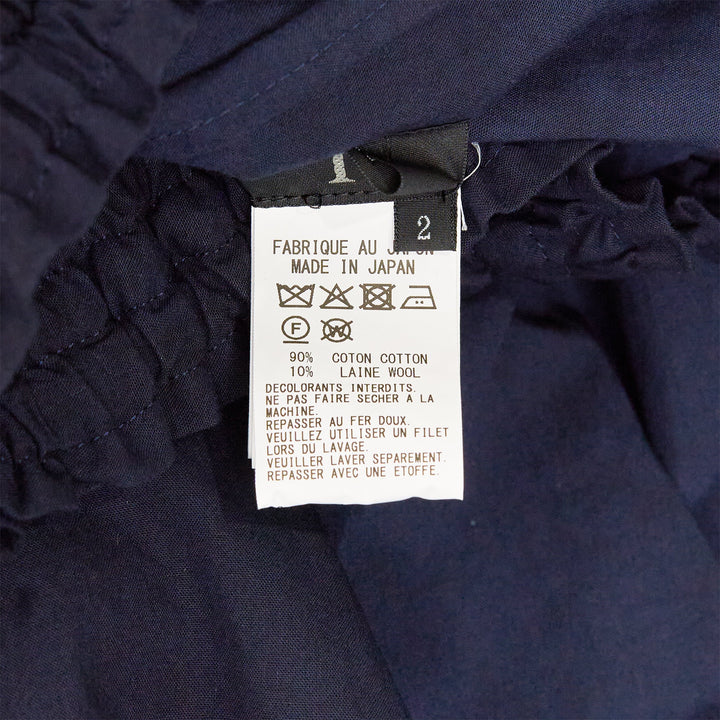 2
FABRIQUE AU JAPON
MADE IN JAPAN
F W
90% COTON COTTON
10% LAINE WOOL
DECOLORANTS INTERDITS.
NE PAS FAIRE SECHER A LA
MACHINE.
REPASSER AU FER DOUX.
VEUILLEZ UTILISER UN FILET
LORS DU LAVAGE.
VEUILLER LAVER SEPAREMENT.
REPASSER AVEC UNE ETOFFE.